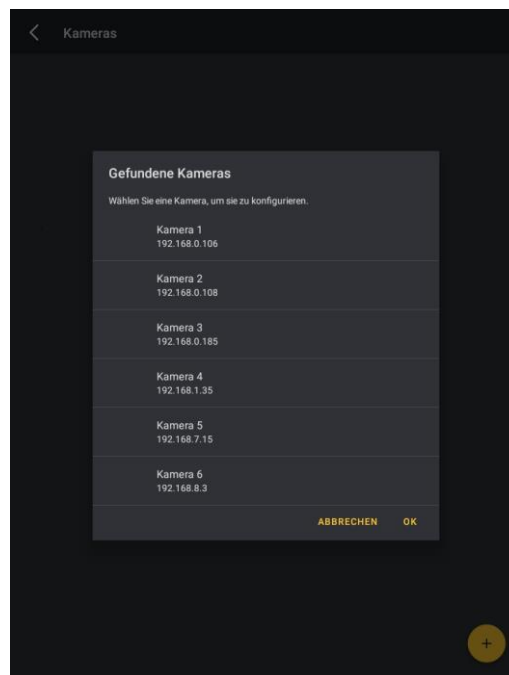 Kameras
Gefundene Kameras
Wählen Sie eine Kamera, um sie zu konfigurieren.
Kamera 1
192.168.0.106
Kamera 2
192.168.0.108
Kamera 3
192.168.0.185
Kamera 4
192.168.1.35
Kamera 5
192.168.7.15
Kamera 6
192.168.8.3
ABBRECHEN OK
+